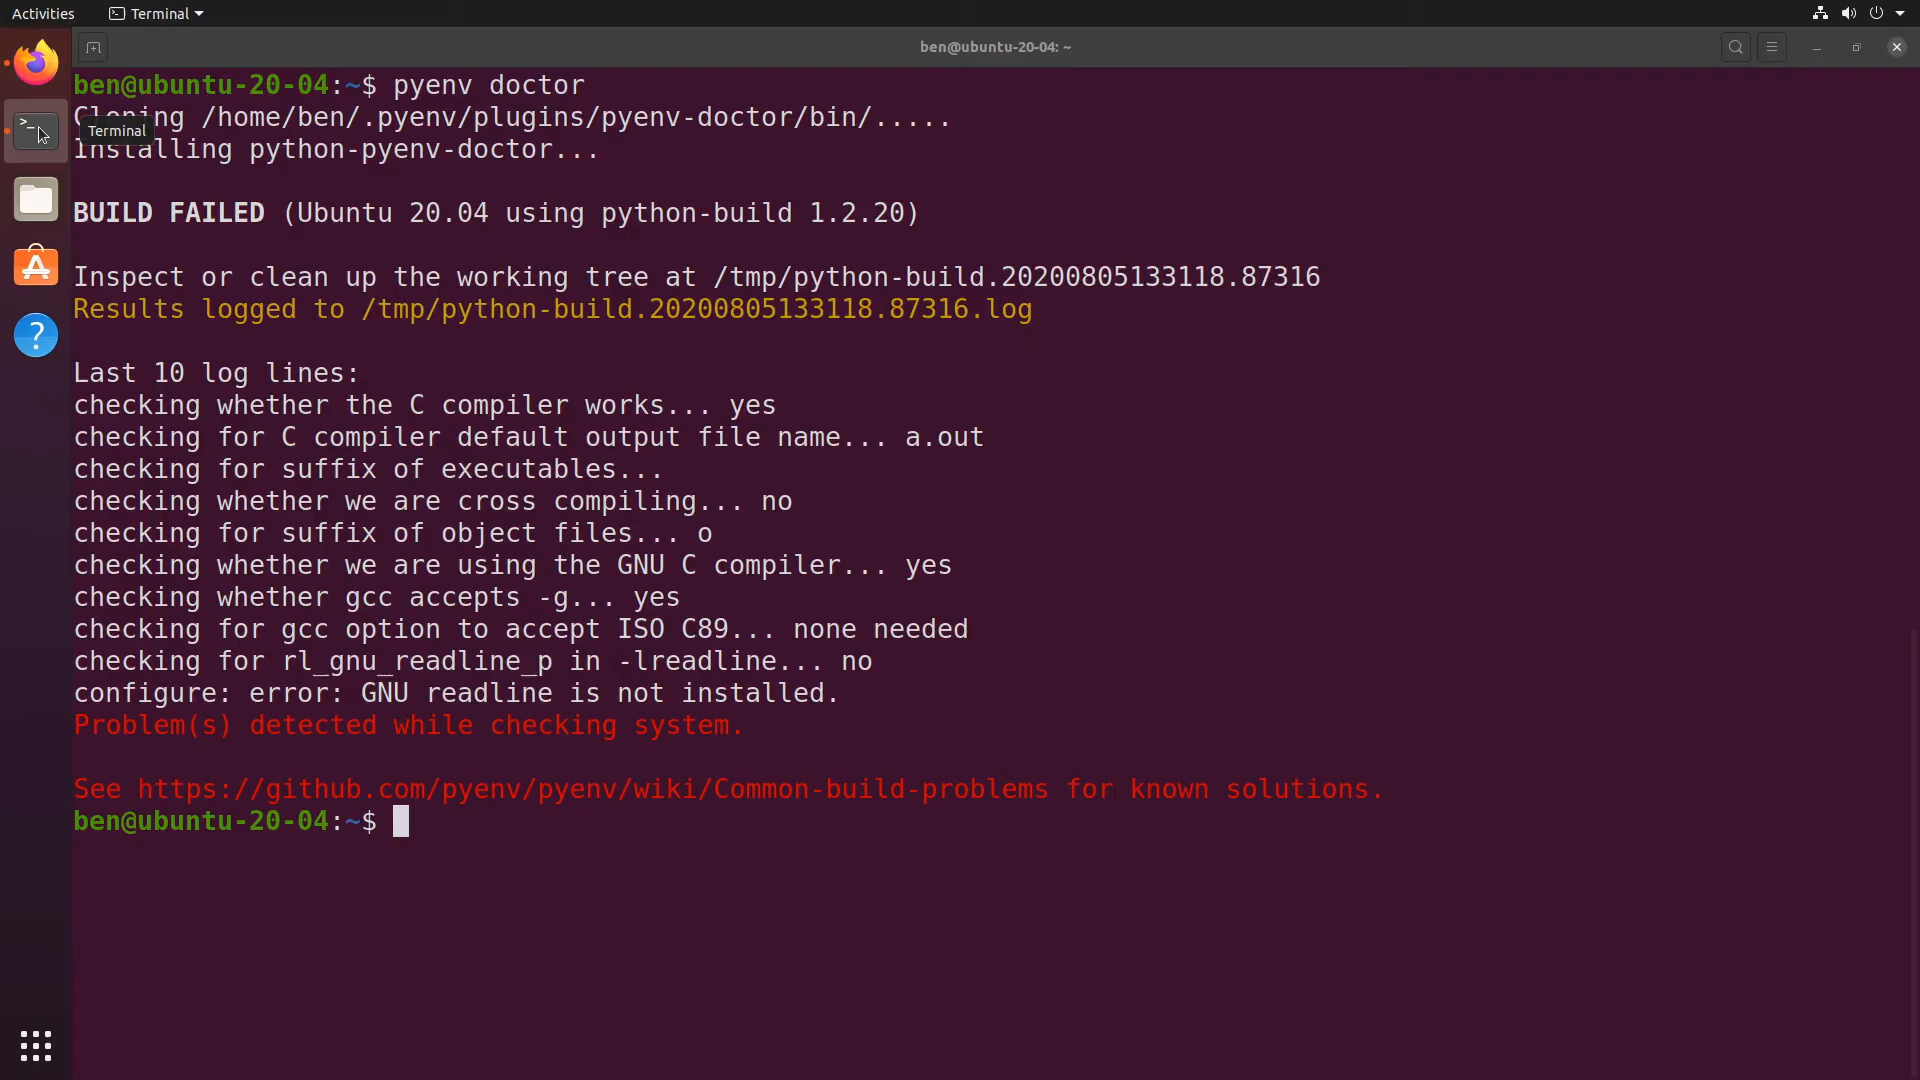 Activities
Terminal
ben@ubuntu-20-04: ~
ben@ubuntu-20-04:~$ pyenv doctor
Cloning /home/ben/.pyenv/plugins/pyenv-doctor/bin/.....
Terminal
Installing python-pyenv-doctor...
BUILD FAILED (Ubuntu 20.04 using python-build 1.2.20)
Inspect or clean up the working tree at /tmp/python-build.20200805133118.87316
Results logged to /tmp/python-build.20200805133118.87316.log
Last 10 log lines:
checking whether the C compiler works... yes
checking for C compiler default output file name... a.out
checking for suffix of executables...
checking whether we are cross compiling... no
checking for suffix of object files... o
checking whether we are using the GNU C compiler... yes
checking whether gcc accepts -g... yes
checking for gcc option to accept ISO C89... none needed
checking for rl_gnu_readline_p in -lreadline... no
configure: error: GNU readline is not installed.
Problem(s) detected while checking system.
See https://github.com/pyenv/pyenv/wiki/Common-build-problems for known solutions.
ben@ubuntu-20-04:~$